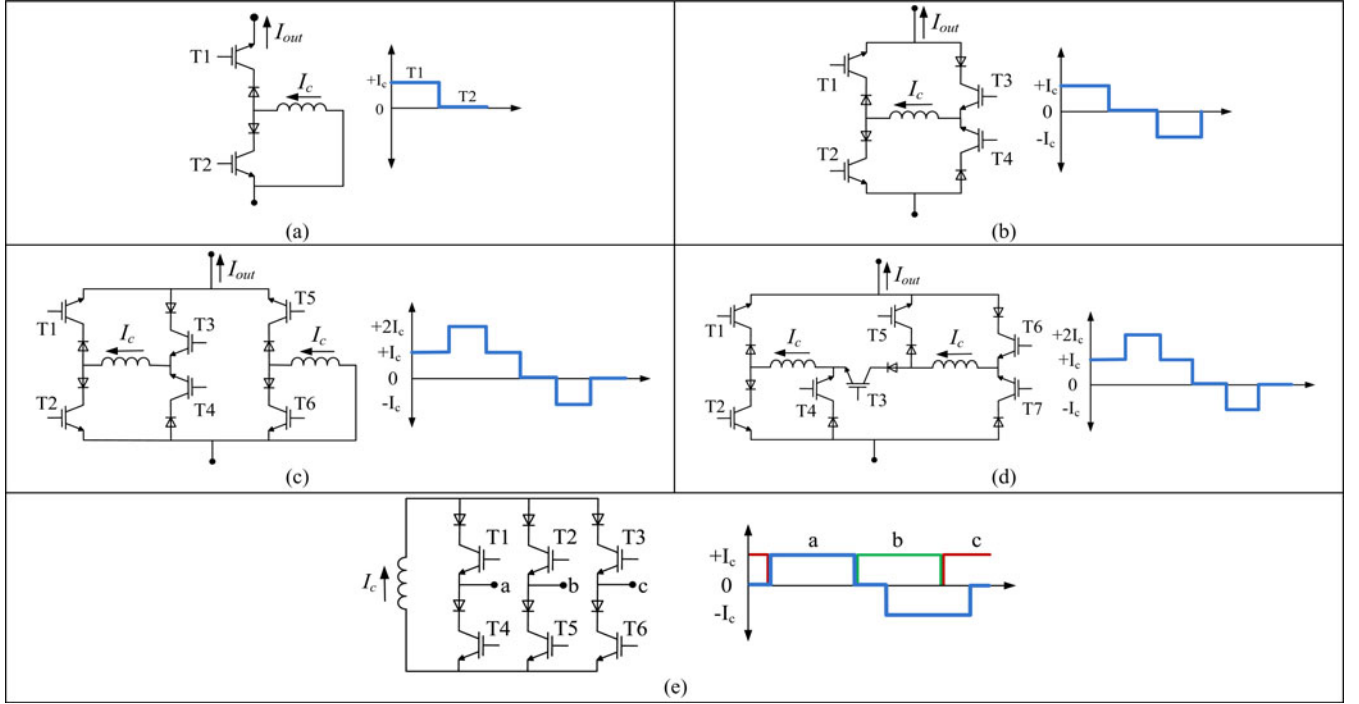 I_out
T1
I_c
T2
+I_c
0
T1
T2
(a)
I_out
T1
T3
I_c
T2
T4
+I_c
0
-I_c
(b)
I_out
T5
T1
I_c
T3
I_c
T2
T4
T6
+2I_c
+I_c
0
-I_c
(c)
I_out
T1
T5
T6
I_c
I_c
T2
T4
T3
T7
+2I_c
+I_c
0
-I_c
(d)
T1
T2
T3
I_c
a
b
c
T4
T5
T6
a
b
c
+I_c
0
-I_c
(e)